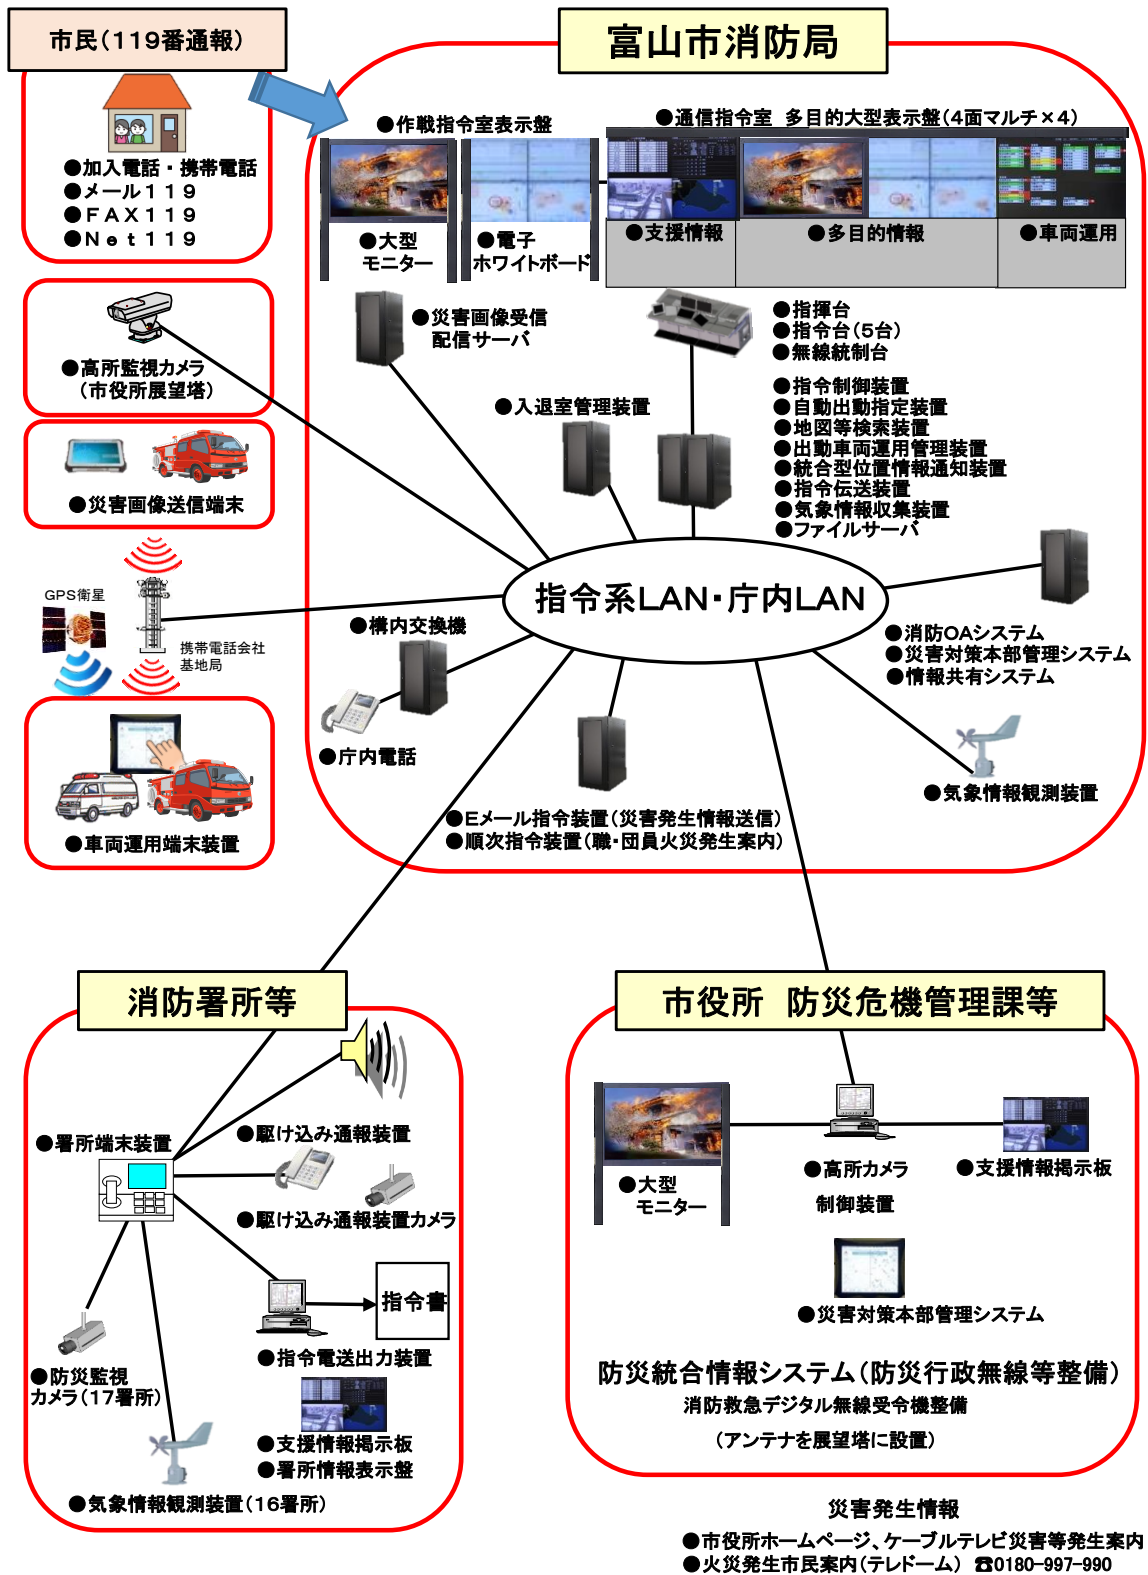 市民(119番通報)
富山市消防局
●加入電話・携帯電話
●メール119
●FAX119
●Net119
●作戦指令室表示盤
●通信指令室 多目的大型表示盤(4面マルチ×4)
●大型
モニター
●電子
ホワイトボード
●支援情報
●多目的情報
●車両運用
●高所監視カメラ
(市役所展望塔)
●災害画像受信
配信サーバ
●指揮台
●指令台(5台)
●無線統制台
●入退室管理装置
●指令制御装置
●自動出動指定装置
●地図等検索装置
●出動車両運用管理装置
●統合型位置情報通知装置
●指令伝送装置
●気象情報収集装置
●ファイルサーバ
●災害画像送信端末
GPS衛星
携帯電話会社
基地局
指令系LAN・庁内LAN
●構内交換機
●庁内電話
●消防OAシステム
●災害対策本部管理システム
●情報共有システム
●気象情報観測装置
●車両運用端末装置
●Eメール指令装置(災害発生情報送信)
●順次指令装置(職・団員火災発生案内)
消防署所等
●署所端末装置
●駆け込み通報装置
●駆け込み通報装置カメラ
指令書
●指令電送出力装置
●防災監視
カメラ(17署所)
●支援情報掲示板
●署所情報表示盤
●気象情報観測装置(16署所)
市役所 防災危機管理課等
●大型
モニター
●高所カメラ
制御装置
●支援情報掲示板
●災害対策本部管理システム
防災統合情報システム(防災行政無線等整備)
消防救急デジタル無線受令機整備
(アンテナを展望塔に設置)
災害発生情報
●市役所ホームページ、ケーブルテレビ災害等発生案内
●火災発生市民案内(テレドーム) ☎0180-997-990